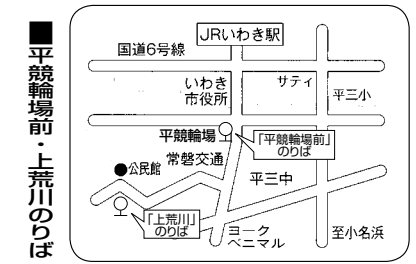 ■平競輪場前・上荒川のりば
JRいわき駅
国道6号線
いわき
市役所
サティ
平三小
平競輪場
「平競輪場前」
のりば
常磐交通
●公民館
平三中
「上荒川」
のりば
ヨーク
ベニマル
至小名浜